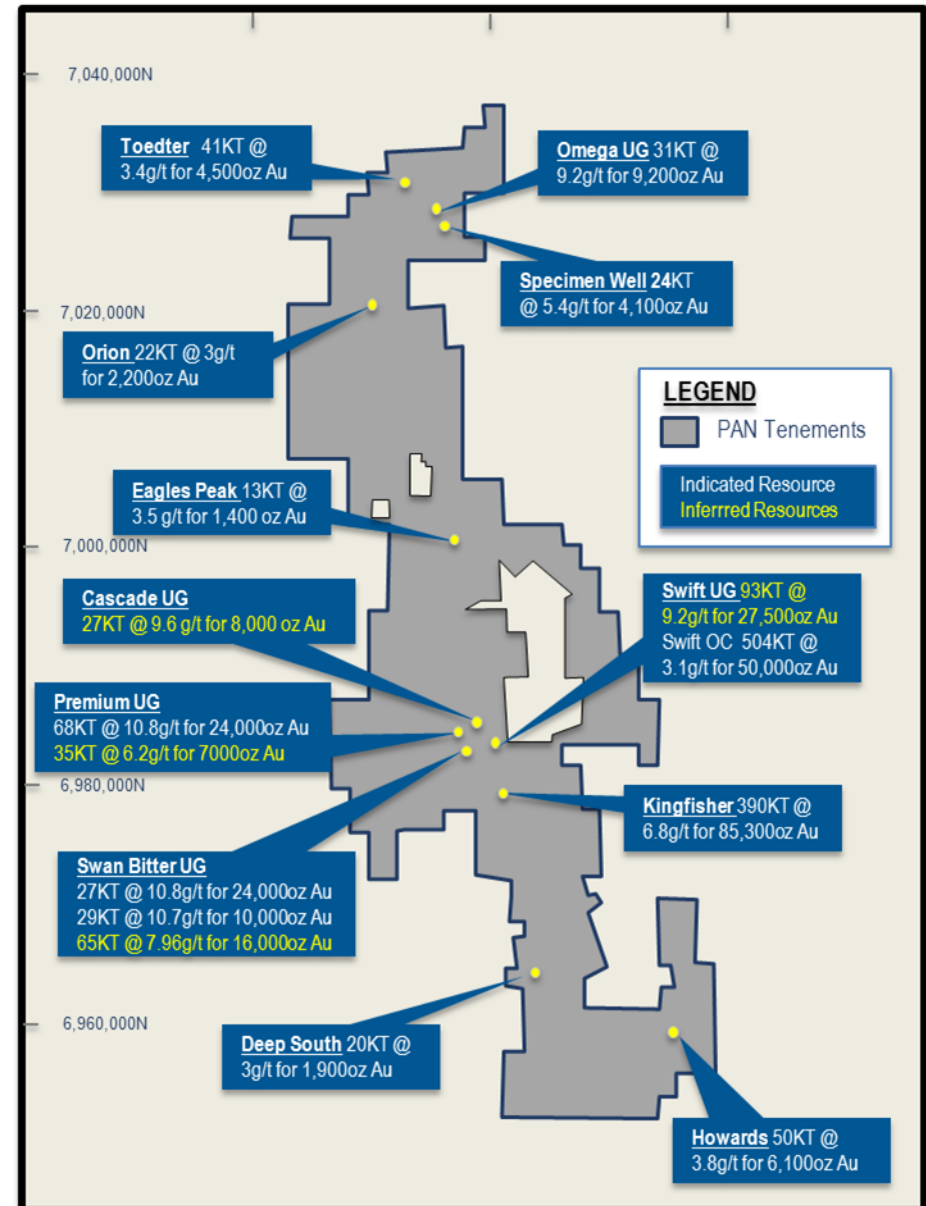 7,040,000N
Toedter 41KT @
3.4g/t for 4,500oz Au
Omega UG 31KT @
9.2g/t for 9,200oz Au
Specimen Well 24KT
@ 5.4g/t for 4,100oz Au
7,020,000N
Orion 22KT @ 3g/t
for 2,200oz Au
LEGEND
PAN Tenements
Indicated Resource
Inferrred Resources
Eagles Peak 13KT @
3.5 g/t for 1,400 oz Au
7,000,000N
Cascade UG
27KT @ 9.6 g/t for 8,000 oz Au
Swift UG 93KT @
9.2g/t for 27,500oz Au
Swift OC 504KT @
3.1g/t for 50,000oz Au
Premium UG
68KT @ 10.8g/t for 24,000oz Au
35KT @ 6.2g/t for 7000oz Au
6,980,000N
Kingfisher 390KT @
6.8g/t for 85,300oz Au
Swan Bitter UG
27KT @ 10.8g/t for 24,000oz Au
29KT @ 10.7g/t for 10,000oz Au
65KT @ 7.96g/t for 16,000oz Au
6,960,000N
Deep South 20KT @
3g/t for 1,900oz Au
Howards 50KT @
3.8g/t for 6,100oz Au